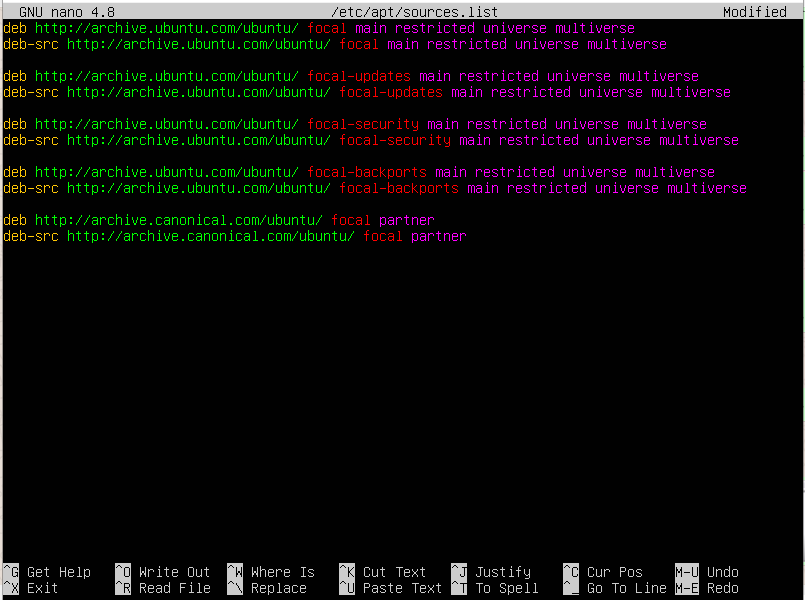 GNU nano 4.8 /etc/apt/sources.list Modified
deb http://archive.ubuntu.com/ubuntu/ focal main restricted universe multiverse
deb-src http://archive.ubuntu.com/ubuntu/ focal main restricted universe multiverse
deb http://archive.ubuntu.com/ubuntu/ focal-updates main restricted universe multiverse
deb-src http://archive.ubuntu.com/ubuntu/ focal-updates main restricted universe multiverse
deb http://archive.ubuntu.com/ubuntu/ focal-security main restricted universe multiverse
deb-src http://archive.ubuntu.com/ubuntu/ focal-security main restricted universe multiverse
deb http://archive.ubuntu.com/ubuntu/ focal-backports main restricted universe multiverse
deb-src http://archive.ubuntu.com/ubuntu/ focal-backports main restricted universe multiverse
deb http://archive.canonical.com/ubuntu/ focal partner
deb-src http://archive.canonical.com/ubuntu/ focal partner
^G Get Help ^O Write Out ^W Where Is ^K Cut Text ^J Justify ^C Cur Pos M-U Undo
^X Exit ^R Read File ^\ Replace ^U Paste Text ^T To Spell ^_ Go To Line M-E Redo